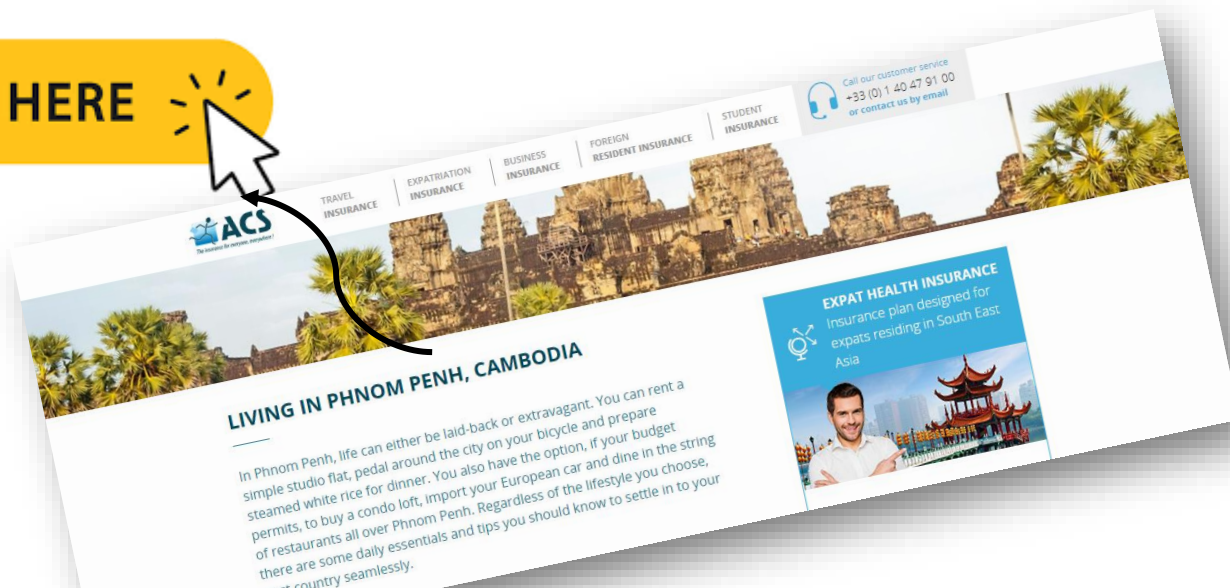 HERE
ACS
The insurance for everyone, everywhere !
TRAVEL
INSURANCE
EXPATRIATION
INSURANCE
BUSINESS
INSURANCE
FOREIGN
RESIDENT INSURANCE
STUDENT
INSURANCE
Call our customer service
+33 (0) 1 40 47 91 00
or contact us by email
LIVING IN PHNOM PENH, CAMBODIA
In Phnom Penh, life can either be laid-back or extravagant. You can rent a
simple studio flat, pedal around the city on your bicycle and prepare
steamed white rice for dinner. You also have the option, if your budget
permits, to buy a condo loft, import your European car and dine in the string
of restaurants all over Phnom Penh. Regardless of the lifestyle you choose,
there are some daily essentials and tips you should know to settle in to your
country seamlessly.
EXPAT HEALTH INSURANCE
Insurance plan designed for
expats residing in South East
Asia